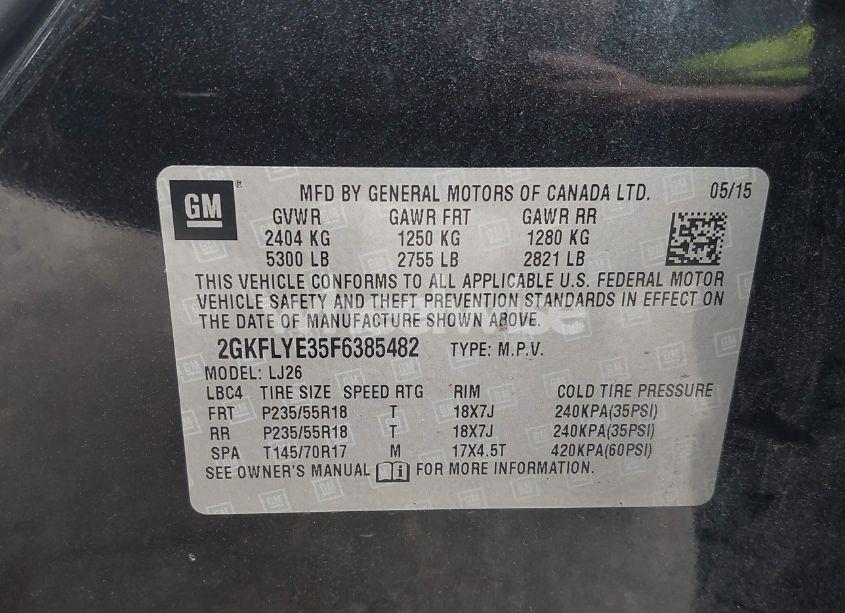 GM
MFD BY GENERAL MOTORS OF CANADA LTD. 05/15
GVWR GAWR FRT GAWR RR
2404 KG 1250 KG 1280 KG
5300 LB 2755 LB 2821 LB
THIS VEHICLE CONFORMS TO ALL APPLICABLE U.S. FEDERAL MOTOR
VEHICLE SAFETY AND THEFT PREVENTION STANDARDS IN EFFECT ON
THE DATE OF MANUFACTURE SHOWN ABOVE.
2GKFLYE35F6385482 TYPE: M.P.V.
MODEL: LJ26
LBC4 TIRE SIZE SPEED RTG RIM COLD TIRE PRESSURE
FRT P235/55R18 T 18X7J 240KPA(35PSI)
RR P235/55R18 T 18X7J 240KPA(35PSI)
SPA T145/70R17 M 17X4.5T 420KPA(60PSI)
SEE OWNER'S MANUAL FOR MORE INFORMATION.